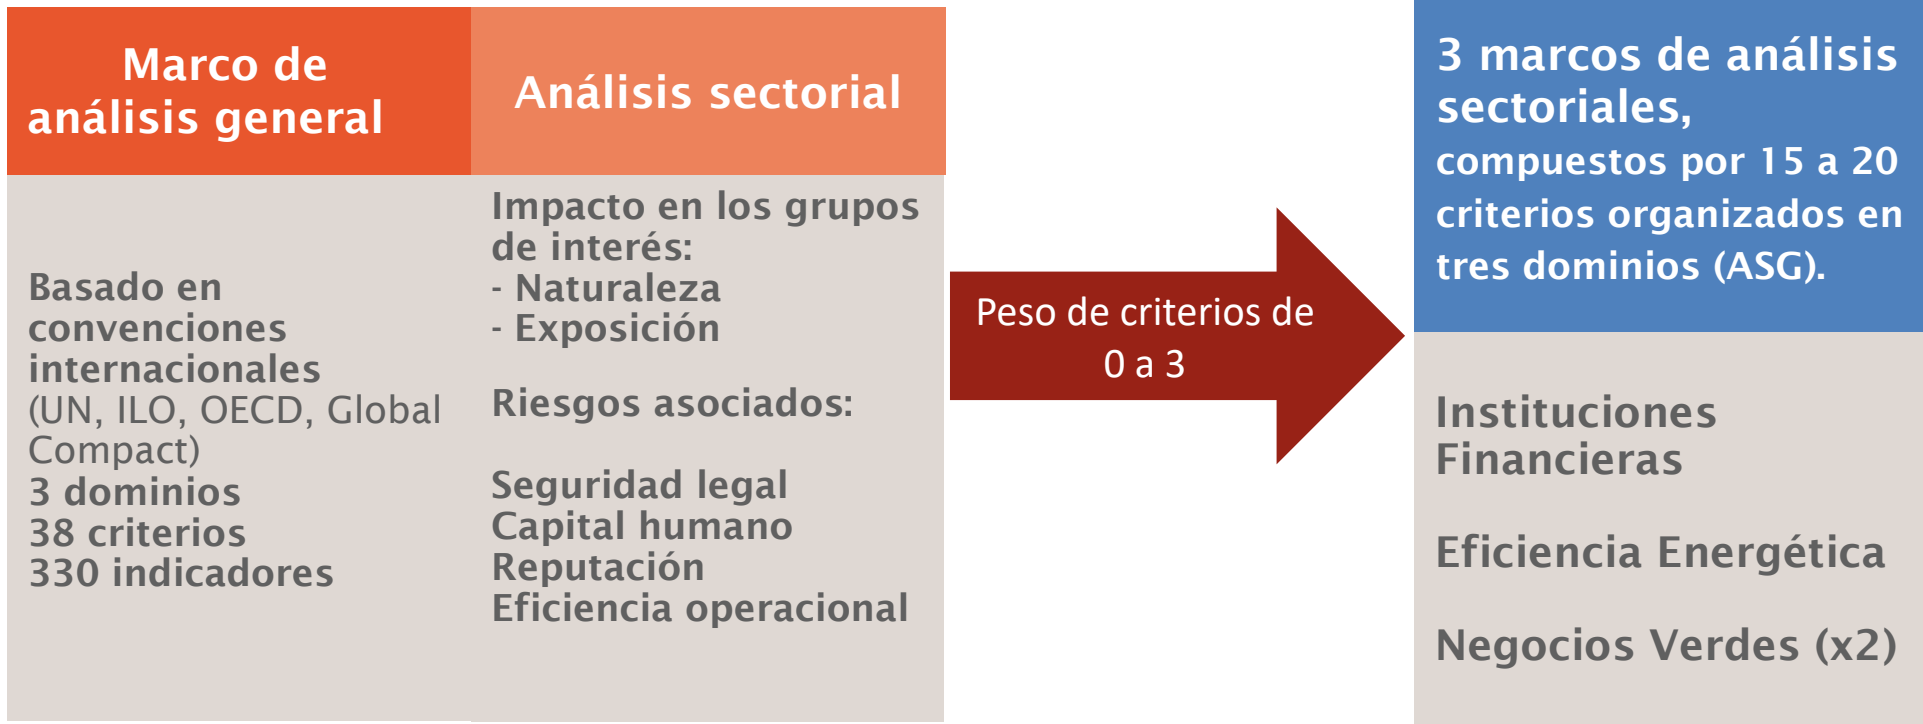 Marco de
análisis general
Análisis sectorial
Basado en
convenciones
internacionales
(UN, ILO, OECD, Global
Compact)
3 dominios
38 criterios
330 indicadores
Impacto en los grupos
de interés:
- Naturaleza
- Exposición
Riesgos asociados:
Seguridad legal
Capital humano
Reputación
Eficiencia operacional
Peso de criterios de
0 a 3
3 marcos de análisis
sectoriales,
compuestos por 15 a 20
criterios organizados en
tres dominios (ASG).
Instituciones
Financieras
Eficiencia Energética
Negocios Verdes (x2)